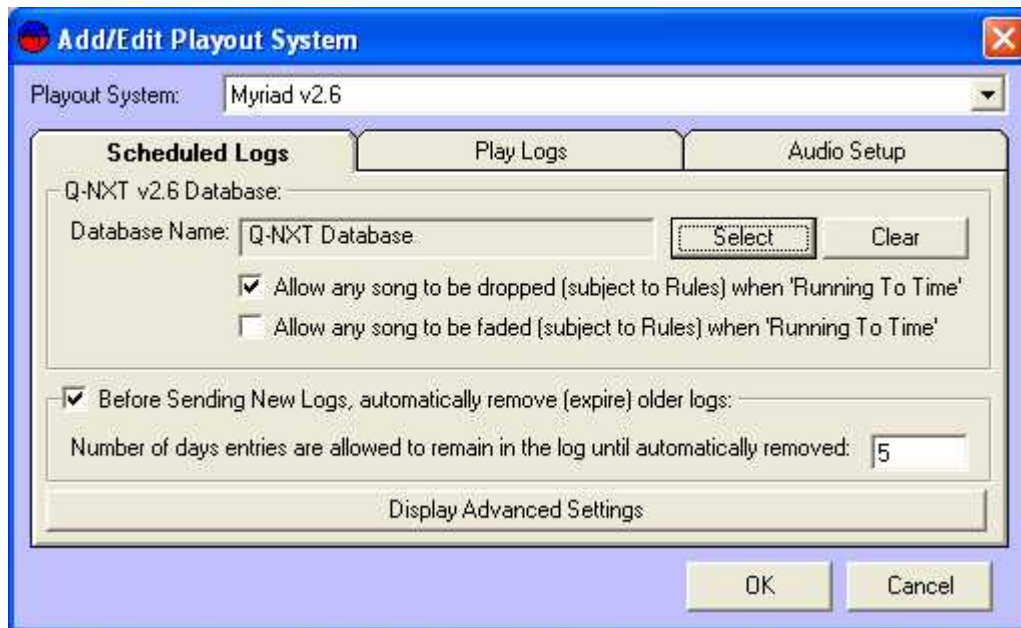 Add/Edit Playout System
Playout System: Myriad v2.6
Scheduled Logs Play Logs Audio Setup
Q-NXT v2.6 Database:
Database Name: Q-NXT Database Select Clear
Allow any song to be dropped (subject to Rules) when 'Running To Time'
Allow any song to be faded (subject to Rules) when 'Running To Time'
Before Sending New Logs, automatically remove (expire) older logs:
Number of days entries are allowed to remain in the log until automatically removed: 5
Display Advanced Settings
OK Cancel